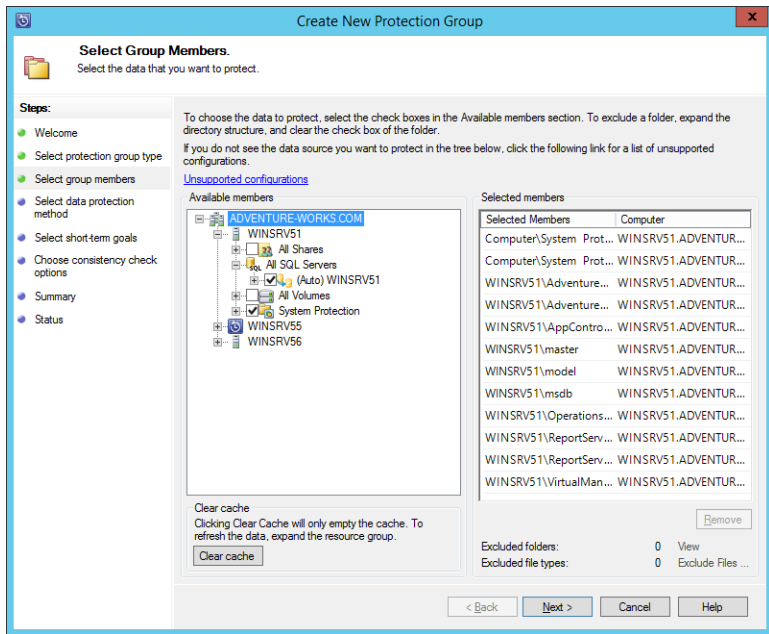 Create New Protection Group
x
Select Group Members.
Select the data that you want to protect.
Steps:
Welcome
Select protection group type
Select group members
Select data protection
method
Select short-term goals
Choose consistency check
options
Summary
Status
To choose the data to protect, select the check boxes in the Available members section. To exclude a folder, expand the
directory structure, and clear the check box of the folder.
If you do not see the data source you want to protect in the tree below, click the following link for a list of unsupported
configurations.
Unsupported configurations
Available members
ADVENTURE-WORKS.COM
WINSRV51
All Shares
SQL All SQL Servers
SQL (Auto) WINSRV51
All Volumes
System Protection
WINSRV55
WINSRV56
Clear cache
Clicking Clear Cache will only empty the cache. To
refresh the data, expand the resource group.
Clear cache
Selected members
Selected Members Computer
Computer\System Prot... WINSRV51.ADVENTUR...
Computer\System Prot... WINSRV51.ADVENTUR...
WINSRV51\Adventure... WINSRV51.ADVENTUR...
WINSRV51\Adventure... WINSRV51.ADVENTUR...
WINSRV51\AppContro... WINSRV51.ADVENTUR...
WINSRV51\master WINSRV51.ADVENTUR...
WINSRV51\model WINSRV51.ADVENTUR...
WINSRV51\msdb WINSRV51.ADVENTUR...
WINSRV51\Operations... WINSRV51.ADVENTUR...
WINSRV51\ReportServ... WINSRV51.ADVENTUR...
WINSRV51\ReportServ... WINSRV51.ADVENTUR...
WINSRV51\VirtualMan... WINSRV51.ADVENTUR...
Remove
Excluded folders: 0 View
Excluded file types: 0 Exclude Files ...
< Back Next > Cancel Help